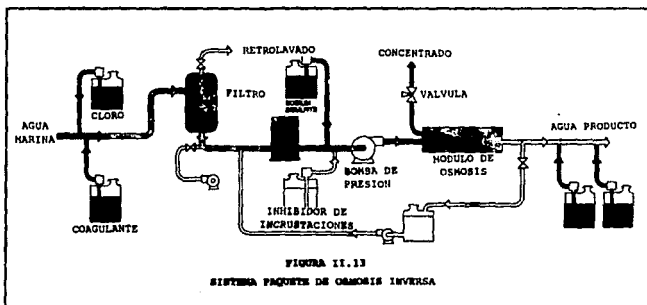 RETROLAVADO
CONCENTRADO
VALVULA
FILTRO
CLORO
AGUA
MARINA
AGUA PRODUCTO
MODULO DE
OSMOSIS
BOMBA DE
PRESION
INHIBIDOR DE
INCRUSTACIONES
COAGULANTE
FIGURA II.13
SISTEMA PAQUETE DE OSMOSIS INVERSA